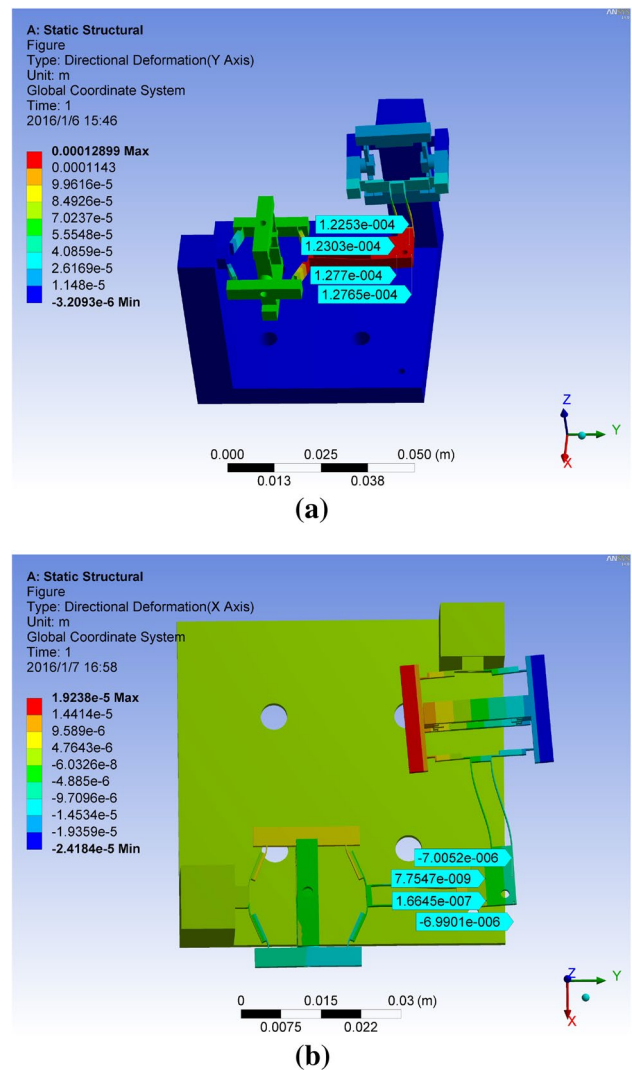 AN
A: Static Structural
Figure
Type: Directional Deformation(Y Axis)
Unit: m
Global Coordinate System
Time: 1
2016/1/6 15:46
0.00012899 Max
0.0001143
9.9616e-5
8.4926e-5
7.0237e-5
5.5548e-5
4.0859e-5
2.6169e-5
1.148e-5
-3.2093e-6 Min
1.2253e-004
1.2303e-004
1.277e-004
1.2765e-004
Z
Y
X
0.000 0.025 0.050 (m)
0.013 0.038
(a)
AN
A: Static Structural
Figure
Type: Directional Deformation(X Axis)
Unit: m
Global Coordinate System
Time: 1
2016/1/7 16:58
1.9238e-5 Max
1.4414e-5
9.589e-6
4.7643e-6
-6.0326e-8
-4.885e-6
-9.7096e-6
-1.4534e-5
-1.9359e-5
-2.4184e-5 Min
-7.0052e-006
7.7547e-009
1.6645e-007
-6.9901e-006
Z
Y
X
0 0.015 0.03 (m)
0.0075 0.022
(b)